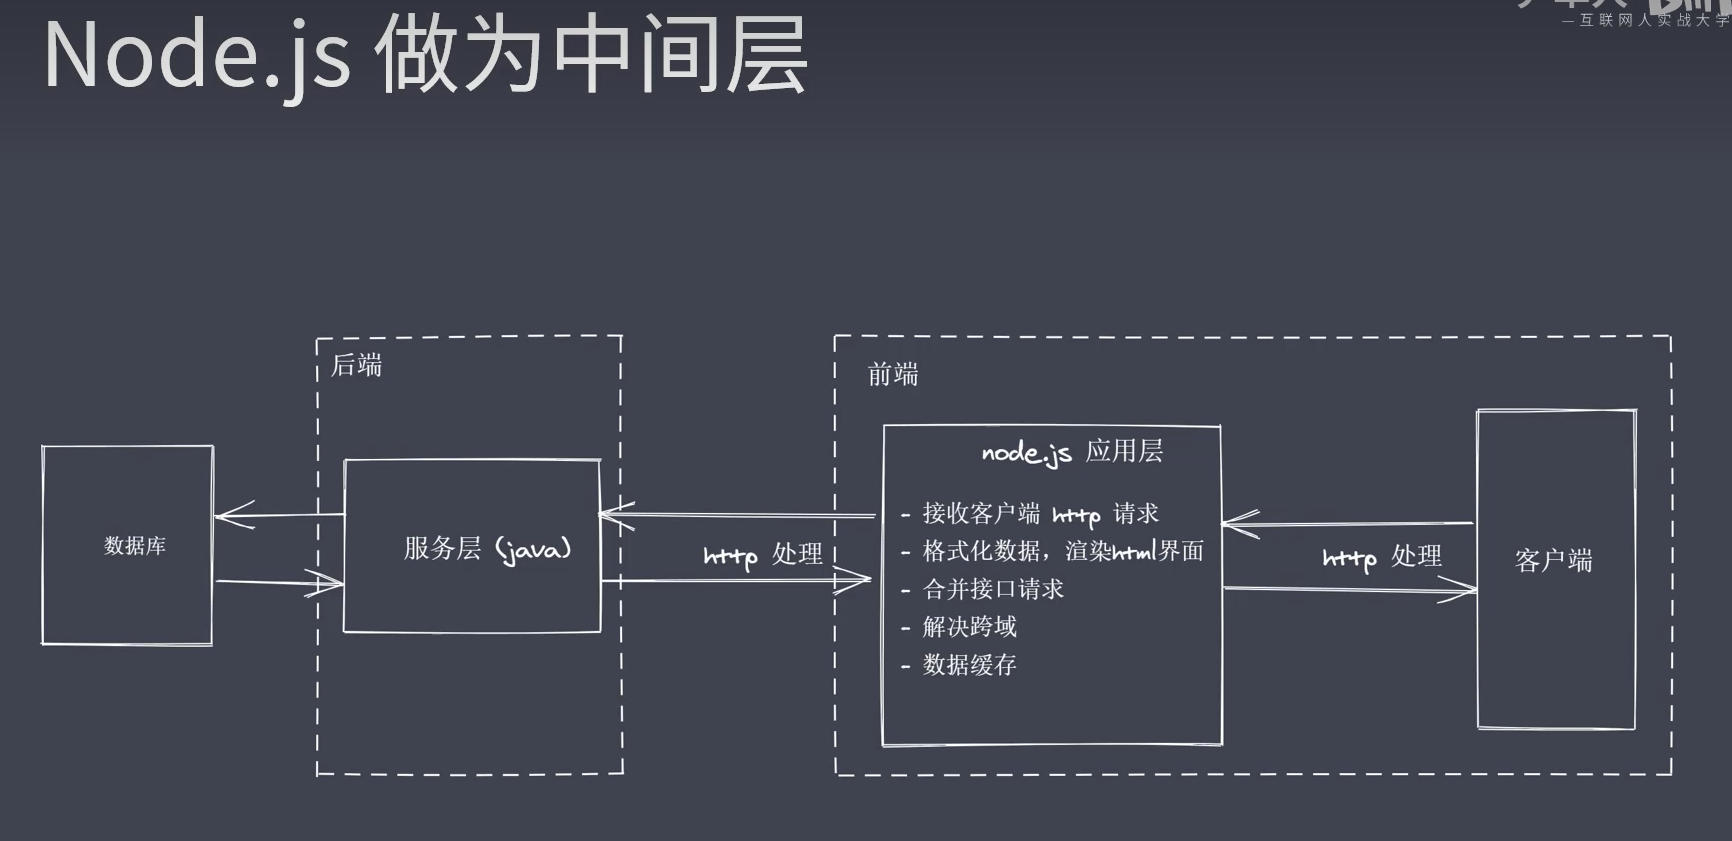 Node.js 做为中间层
—互联网人实战大学
后端
前端
数据库
服务层 (java)
http 处理
node.js 应用层
- 接收客户端 http 请求
- 格式化数据，渲染html界面
- 合并接口请求
- 解决跨域
- 数据缓存
http 处理
客户端